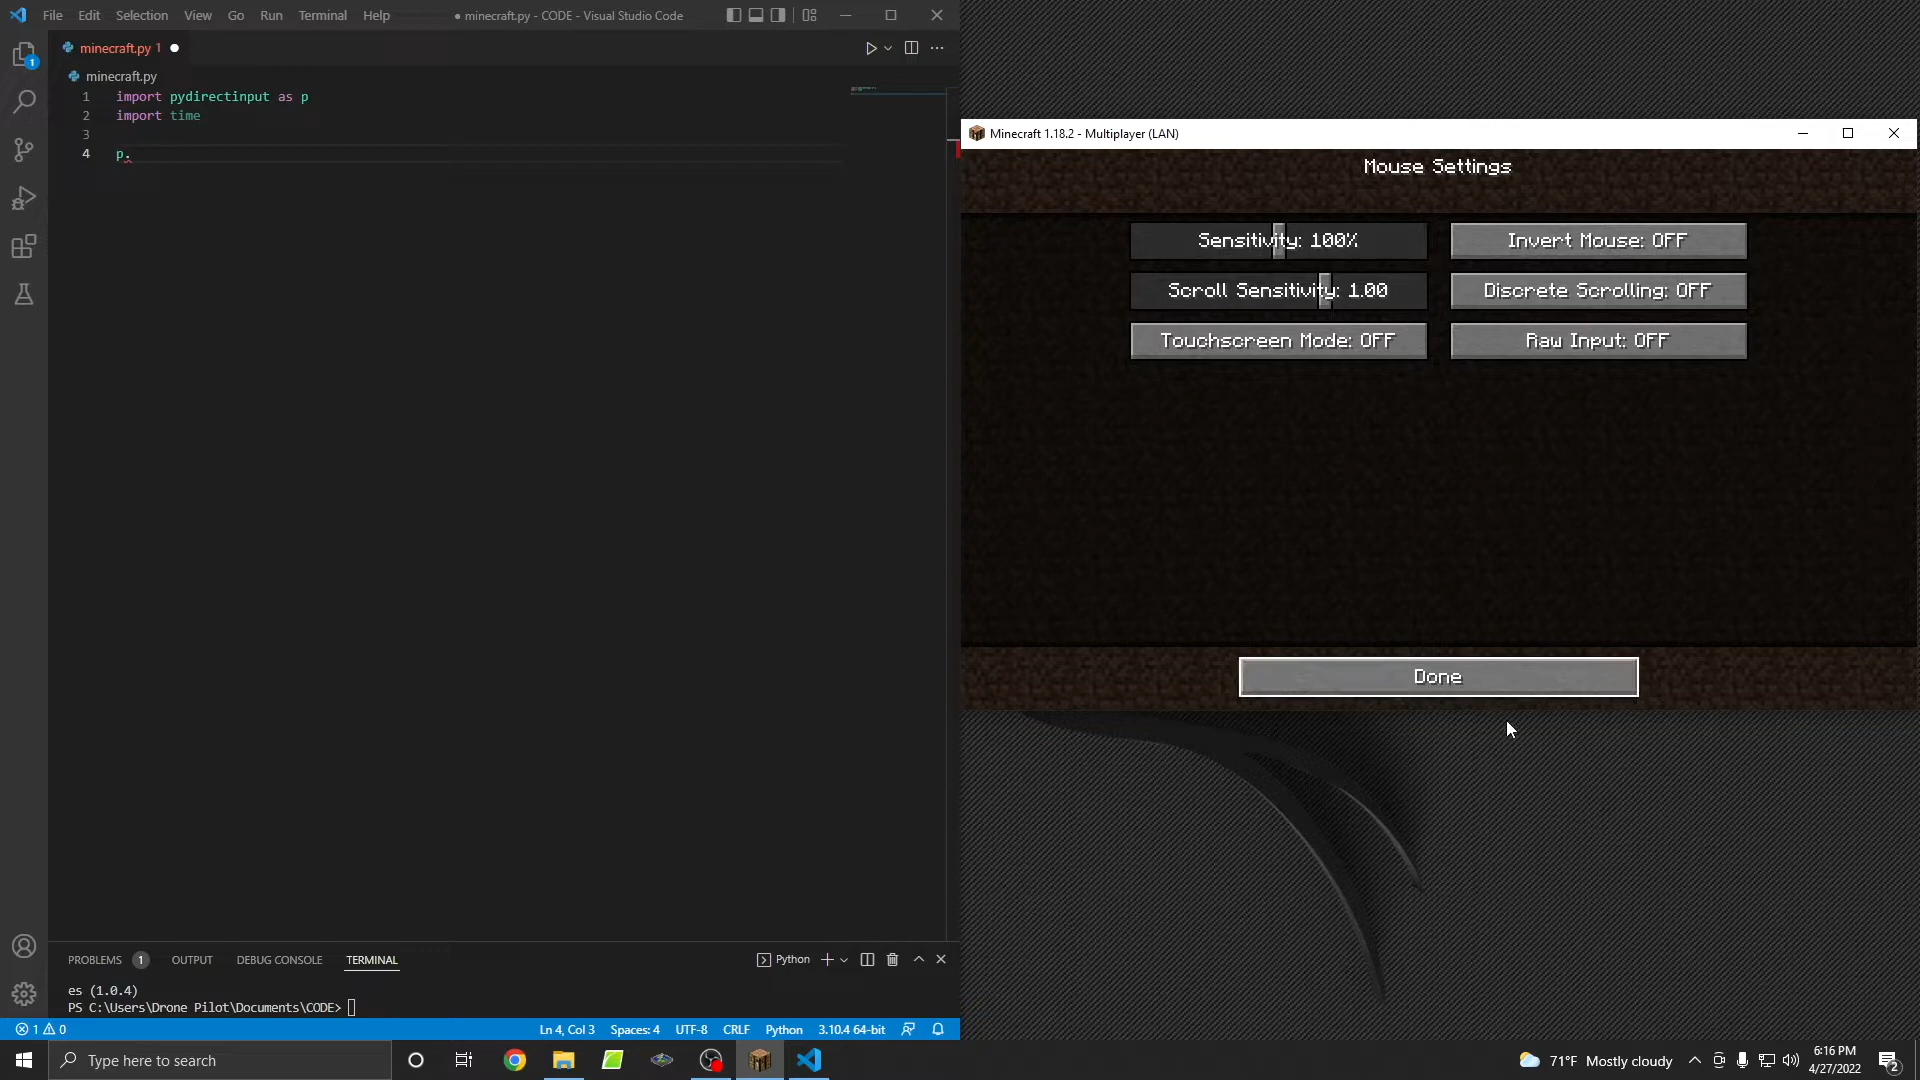 File Edit Selection View Go Run Terminal Help
● minecraft.py - CODE - Visual Studio Code
minecraft.py 1 ●
minecraft.py
1 import pydirectinput as p
2 import time
3
4 p.
PROBLEMS 1 OUTPUT DEBUG CONSOLE TERMINAL
Python
es (1.0.4)
PS C:\Users\Drone Pilot\Documents\CODE>
1 0
Ln 4, Col 3 Spaces: 4 UTF-8 CRLF Python 3.10.4 64-bit
Minecraft 1.18.2 - Multiplayer (LAN)
Mouse Settings
Sensitivity: 100%
Invert Mouse: OFF
Scroll Sensitivity: 1.00
Discrete Scrolling: OFF
Touchscreen Mode: OFF
Raw Input: OFF
Done
1
Type here to search
71°F Mostly cloudy
6:16 PM
4/27/2022
2